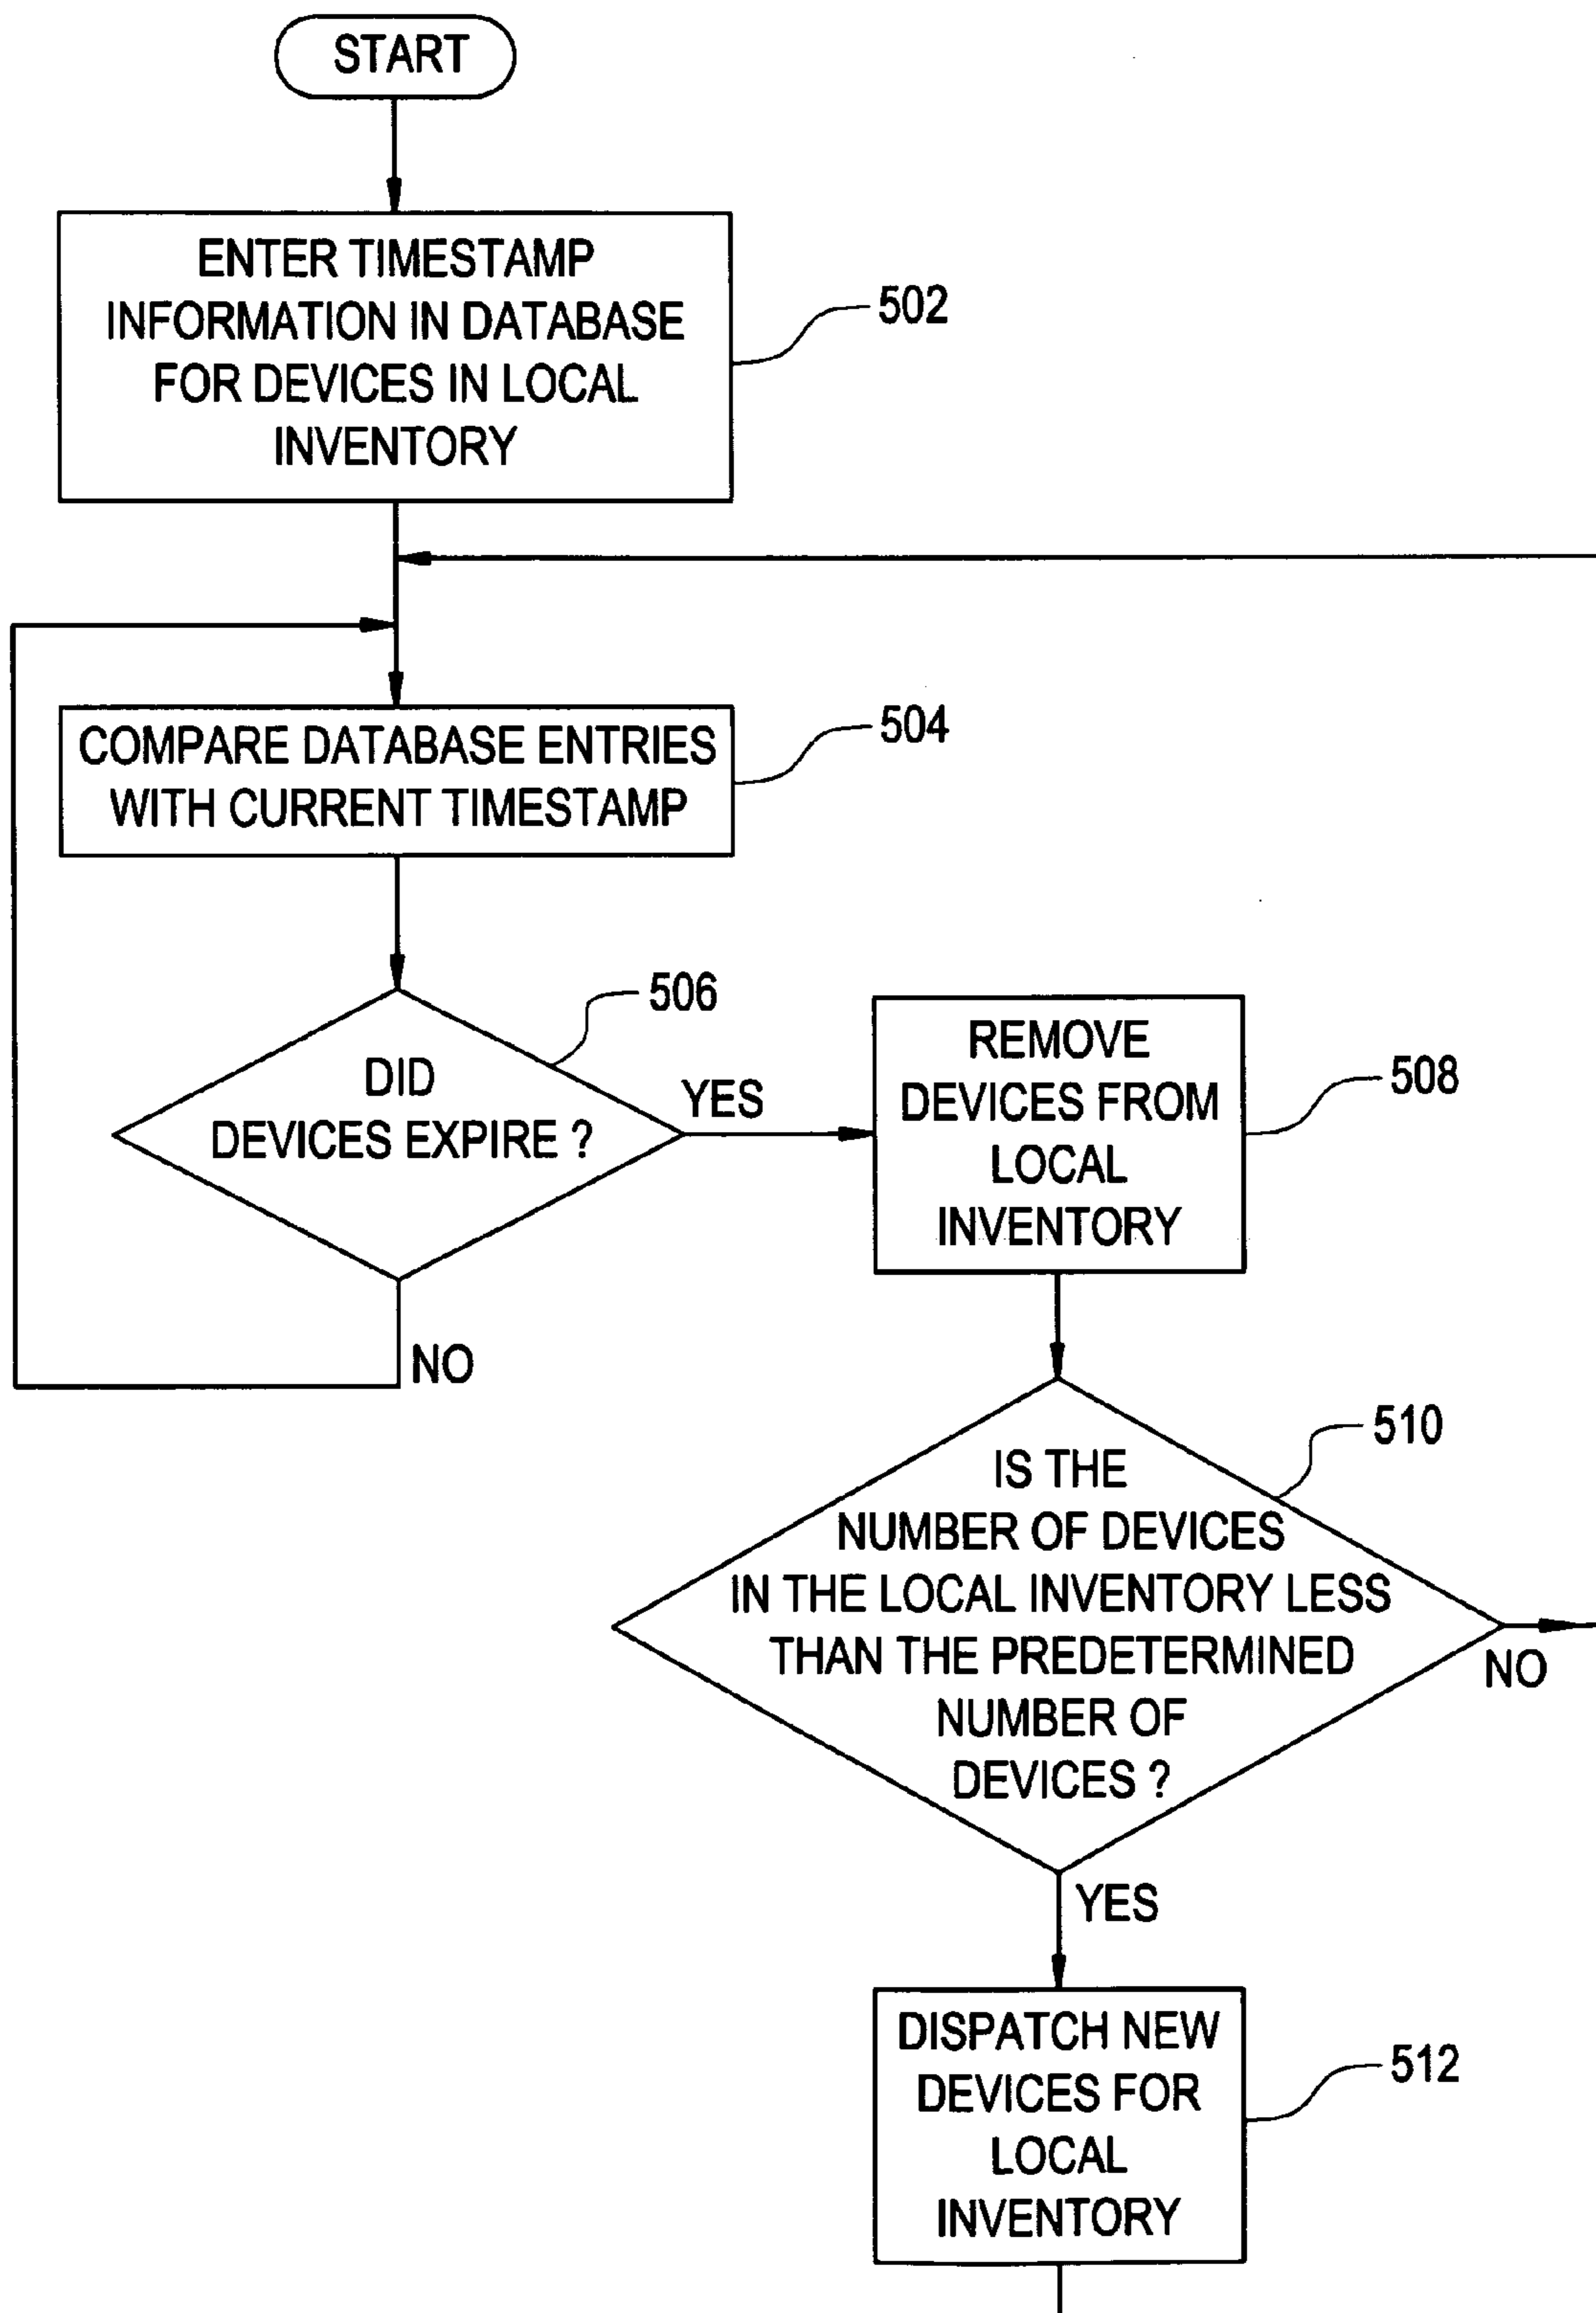 START
ENTER TIMESTAMP
INFORMATION IN DATABASE
FOR DEVICES IN LOCAL
INVENTORY
502
COMPARE DATABASE ENTRIES
WITH CURRENT TIMESTAMP
504
DID
DEVICES EXPIRE ?
506
YES
NO
REMOVE
DEVICES FROM
LOCAL
INVENTORY
508
IS THE
NUMBER OF DEVICES
IN THE LOCAL INVENTORY LESS
THAN THE PREDETERMINED
NUMBER OF
DEVICES ?
510
NO
YES
DISPATCH NEW
DEVICES FOR
LOCAL
INVENTORY
512